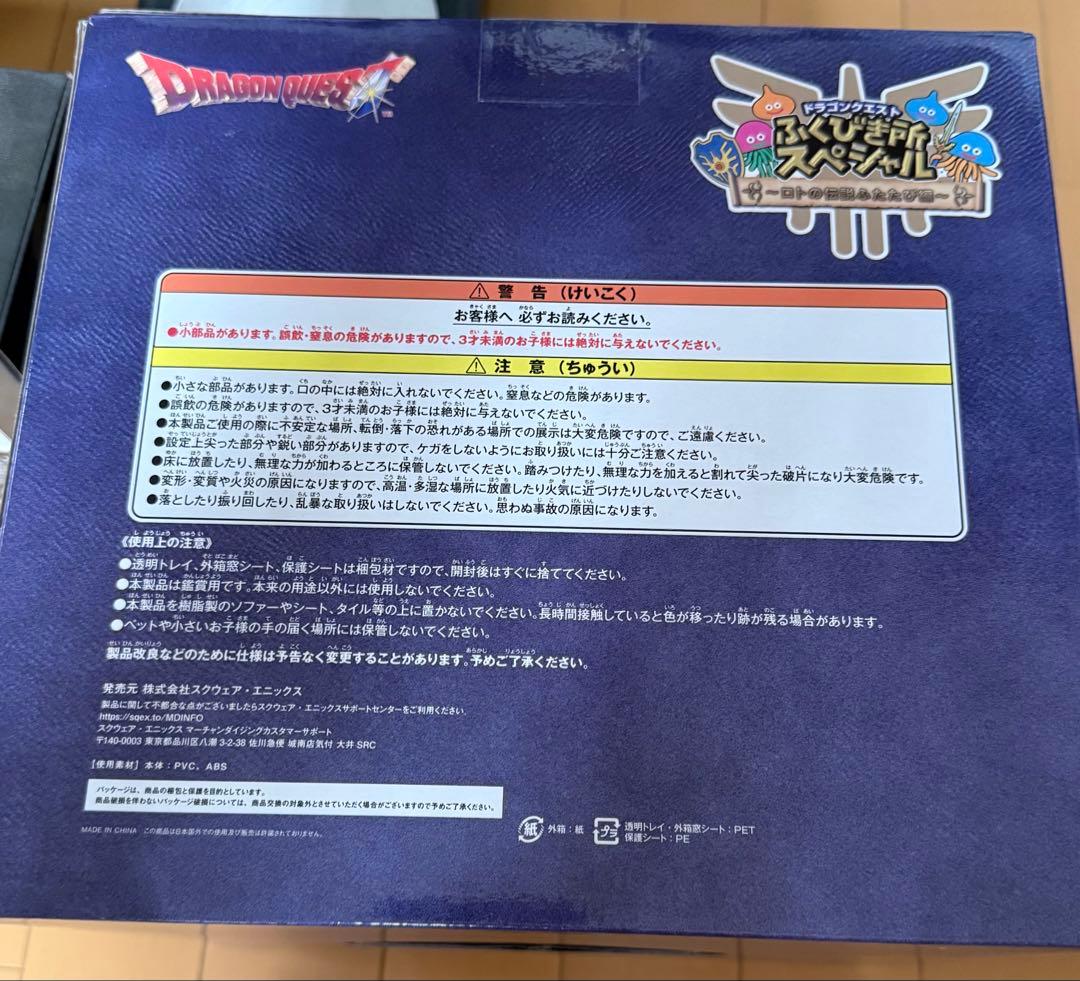 DRAGON QUEST
TM
ドラゴンクエスト
ふくびき所
スペシャル
～ロトの伝説ふたたび編～
⚠ 警 告（けいこく）
お客様へ 必ずお読みください。
●小部品があります。誤飲・窒息の危険がありますので、3才未満のお子様には絶対に与えないでください。
⚠ 注 意（ちゅうい）
●小さな部品があります。口の中には絶対に入れないでください。窒息などの危険があります。
●誤飲の危険がありますので、3才未満のお子様には絶対に与えないでください。
●本製品ご使用の際に不安定な場所、転倒・落下の恐れがある場所での展示は大変危険ですので、ご遠慮ください。
●設定上尖った部分や鋭い部分がありますので、ケガをしないようにお取り扱いには十分ご注意ください。
●床に放置したり、無理な力が加わるところに保管しないでください。踏みつけたり、無理な力を加えると割れて尖った破片になり大変危険です。
●変形・変質や火災の原因になりますので、高温・多湿な場所に放置したり火気に近づけたりしないでください。
●落としたり振り回したり、乱暴な取り扱いはしないでください。思わぬ事故の原因になります。
《使用上の注意》
●透明トレイ、外箱窓シート、保護シートは梱包材ですので、開封後はすぐに捨ててください。
●本製品は鑑賞用です。本来の用途以外には使用しないでください。
●本製品を樹脂製のソファーやシート、タイル等の上に置かないでください。長時間接触していると色が移ったり跡が残る場合があります。
●ペットや小さいお子様の手の届く場所には保管しないでください。
製品改良などのために仕様は予告なく変更することがあります。予めご了承ください。
発売元 株式会社スクウェア・エニックス
製品に関して不都合な点がございましたらスクウェア・エニックスサポートセンターをご利用ください。
https://sqex.to/MDINFO
スクウェア・エニックス マーチャンダイジングカスタマーサポート
〒140-0003 東京都品川区八潮 3-2-38 佐川急便 城南店気付 大井 SRC
【使用素材】本体：PVC、ABS
パッケージは、商品の梱包と保護を目的としています。
商品破損を伴わないパッケージ破損については、商品交換の対象外とさせていただく場合がございますので予めご了承ください。
MADE IN CHINA この商品は日本国外での使用及び販売は許諾されておりません。
紙 外箱：紙
プラ 透明トレイ・外箱窓シート：PET
保護シート：PE